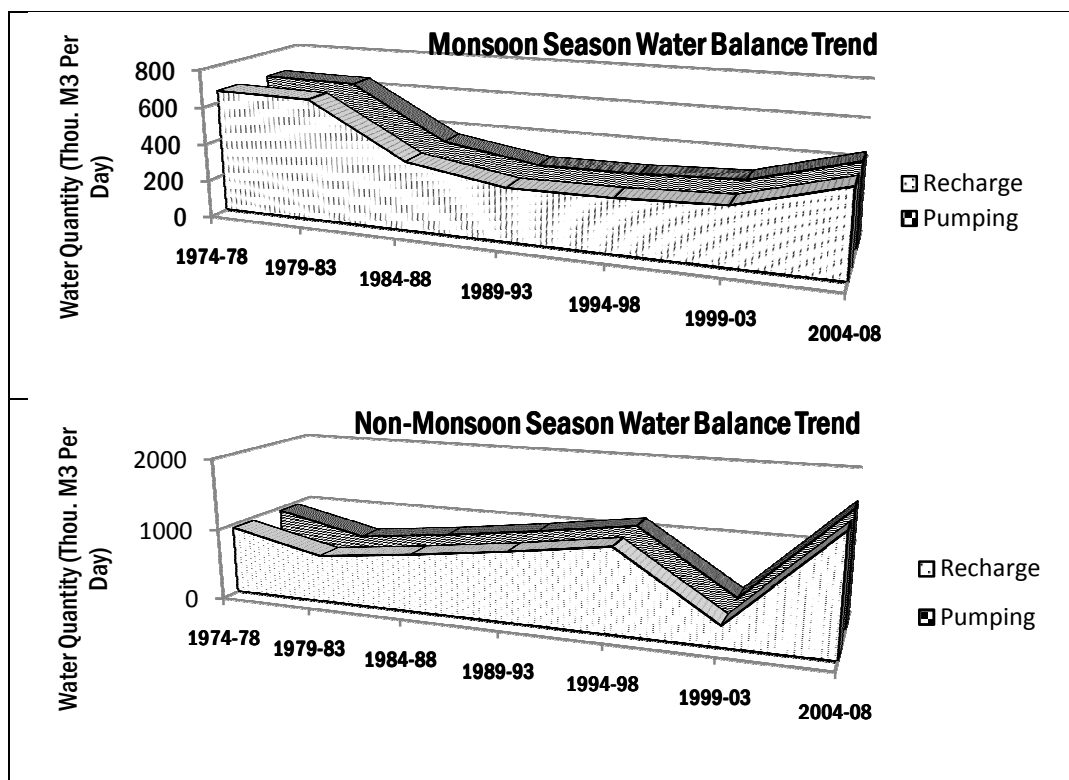 Monsoon Season Water Balance Trend
Water Quantity (Thou. M3 Per
Day)
800
600
400
200
0
1974-78
1979-83
1984-88
1989-93
1994-98
1999-03
2004-08
Recharge
Pumping
Non-Monsoon Season Water Balance Trend
Water Quantity (Thou. M3 Per
Day)
2000
1000
0
1974-78
1979-83
1984-88
1989-93
1994-98
1999-03
2004-08
Recharge
Pumping